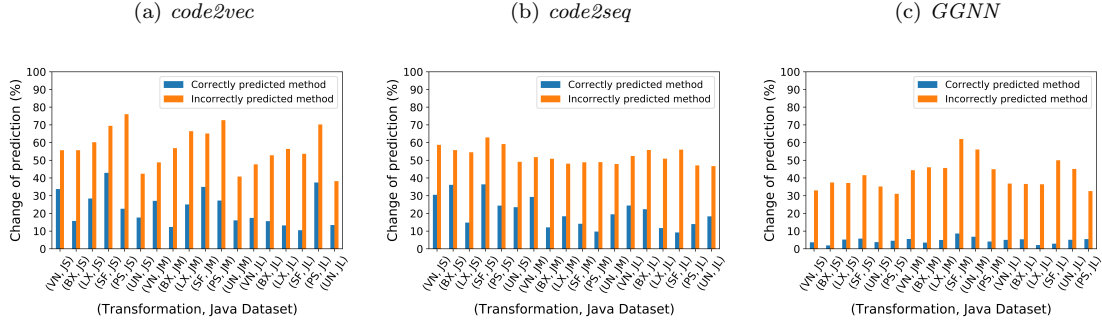 (a) code2vec
Change of prediction (%)
100
90
80
70
60
50
40
30
20
10
0
Correctly predicted method
Incorrectly predicted method
(VN, JS)
(BX, JS)
(LX, JS)
(SF, JS)
(PS, JS)
(UN, JS)
(VN, JM)
(BX, JM)
(LX, JM)
(SF, JM)
(PS, JM)
(UN, JM)
(VN, JL)
(BX, JL)
(LX, JL)
(SF, JL)
(PS, JL)
(UN, JL)
(Transformation, Java Dataset)
(b) code2seq
Change of prediction (%)
100
90
80
70
60
50
40
30
20
10
0
Correctly predicted method
Incorrectly predicted method
(VN, JS)
(BX, JS)
(LX, JS)
(SF, JS)
(PS, JS)
(UN, JS)
(VN, JM)
(BX, JM)
(LX, JM)
(SF, JM)
(PS, JM)
(UN, JM)
(VN, JL)
(BX, JL)
(LX, JL)
(SF, JL)
(PS, JL)
(UN, JL)
(Transformation, Java Dataset)
(c) GGNN
Change of prediction (%)
100
90
80
70
60
50
40
30
20
10
0
Correctly predicted method
Incorrectly predicted method
(VN, JS)
(BX, JS)
(LX, JS)
(SF, JS)
(UN, JS)
(PS, JS)
(VN, JM)
(BX, JM)
(LX, JM)
(SF, JM)
(UN, JM)
(PS, JM)
(VN, JL)
(BX, JL)
(LX, JL)
(SF, JL)
(UN, JL)
(PS, JL)
(Transformation, Java Dataset)